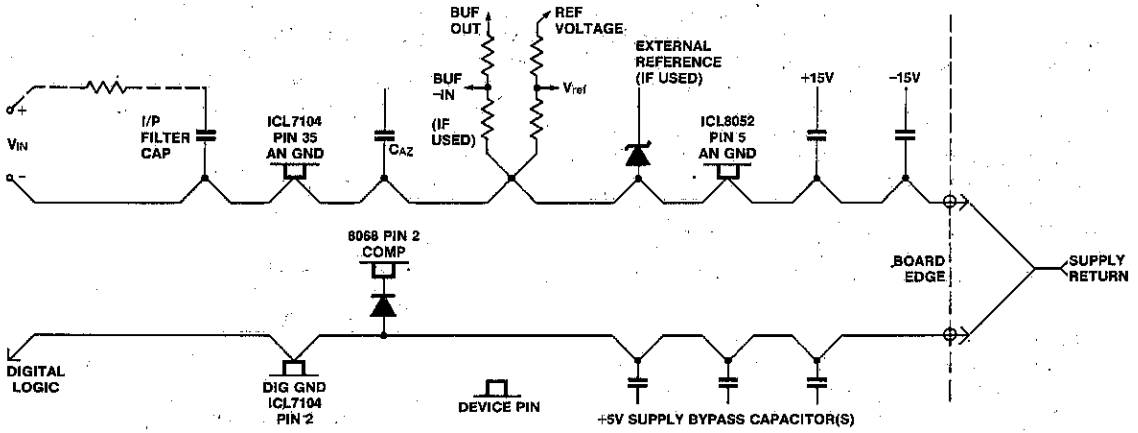 BUF
OUT
REF
VOLTAGE
EXTERNAL
REFERENCE
(IF USED)
+15V
-15V
+
VIN
-
I/P
FILTER
CAP
ICL7104
PIN 35
AN GND
CAZ
BUF
-IN
(IF
USED)
Vref
ICL8052
PIN 5
AN GND
8068 PIN 2
COMP
BOARD
EDGE
SUPPLY
RETURN
DIGITAL
LOGIC
DIG GND
ICL7104
PIN 2
DEVICE PIN
+5V SUPPLY BYPASS CAPACITOR(S)